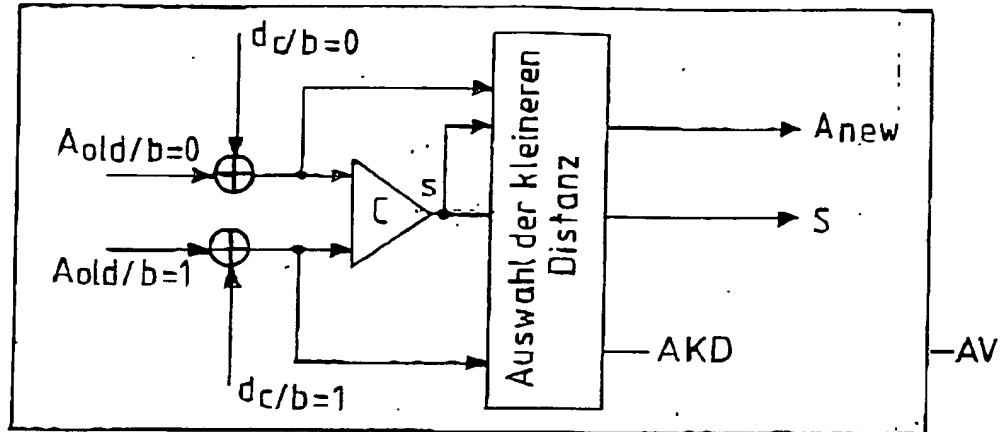 dc/b=0
Aold/b=0
Aold/b=1
dc/b=1
C
s
Auswahl der kleineren
Distanz
Anew
S
AKD
AV